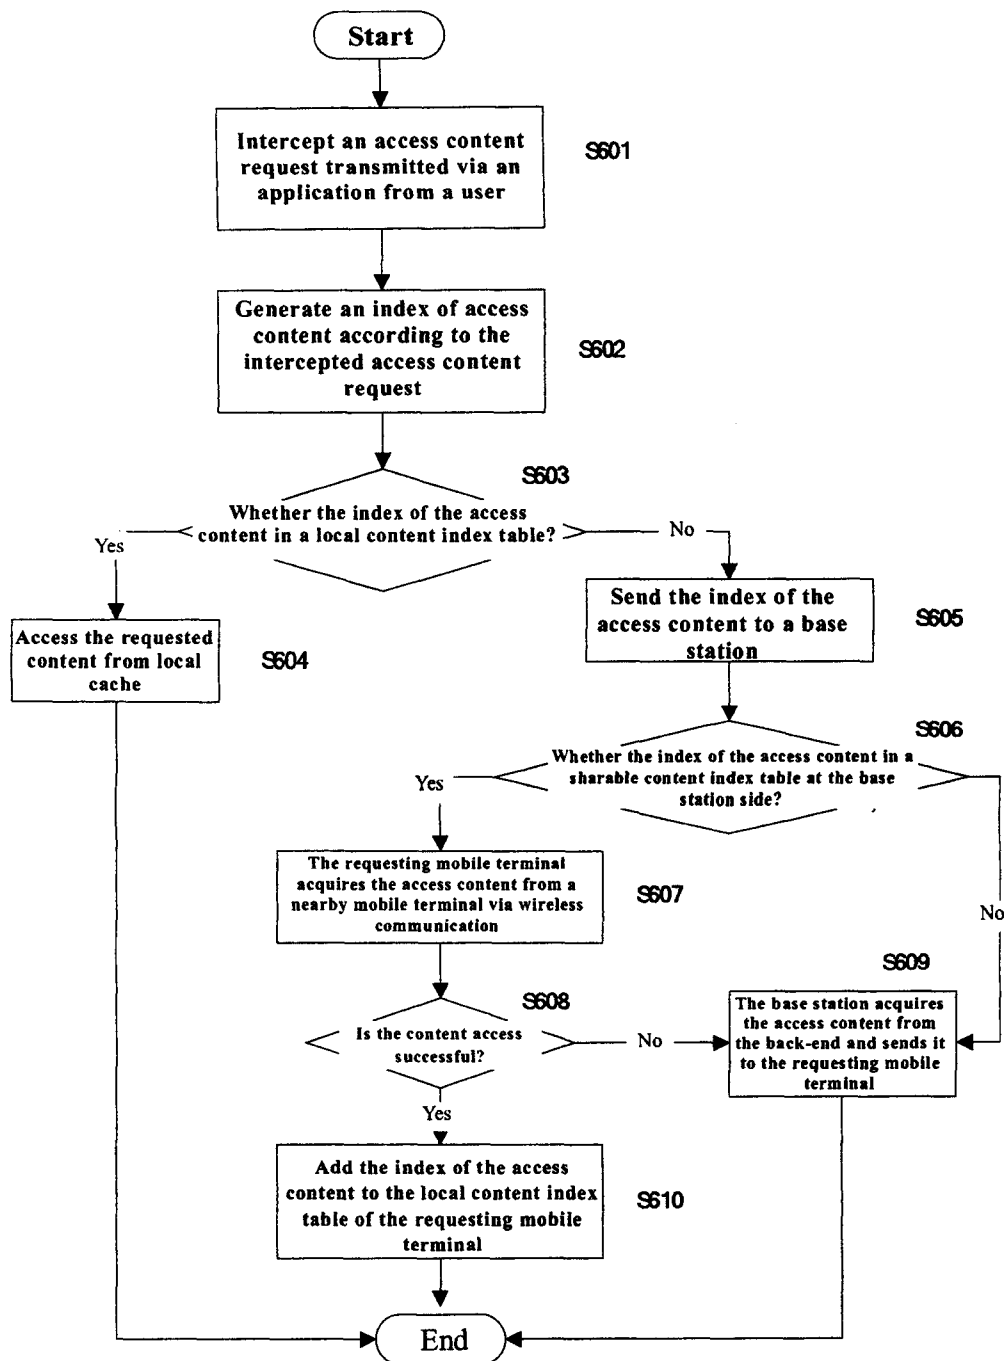 Start
Intercept an access content
request transmitted via an
application from a user
S601
Generate an index of access
content according to the
intercepted access content
request
S602
S603
Whether the index of the access
content in a local content index table?
Yes
No
Access the requested
content from local
cache
S604
Send the index of the
access content to a base
station
S605
S606
Whether the index of the access content in a
sharable content index table at the base
station side?
Yes
No
The requesting mobile terminal
acquires the access content from a
nearby mobile terminal via wireless
communication
S607
S608
Is the content access
successful?
No
Yes
S609
The base station acquires
the access content from
the back-end and sends it
to the requesting mobile
terminal
Add the index of the access
content to the local content index
table of the requesting mobile
terminal
S610
End